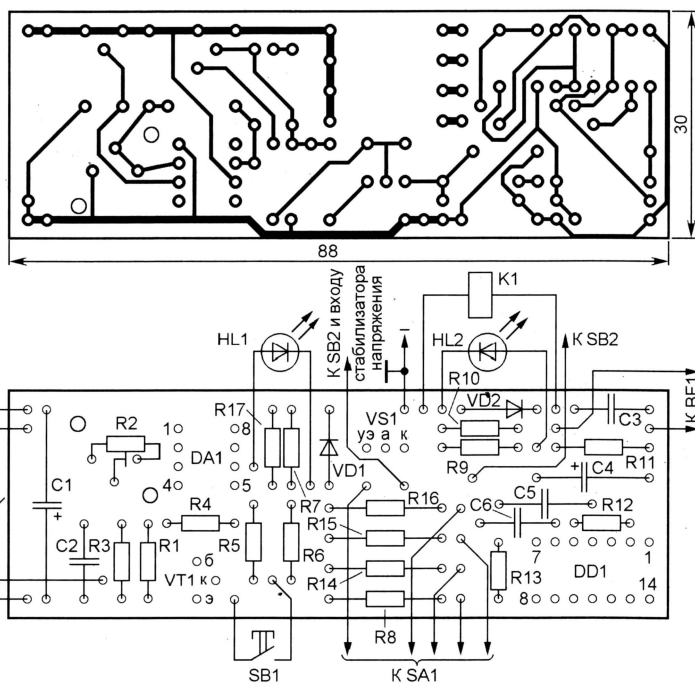 30
88
К1
К SB2 и входу
стабилизатора
напряжения
HL1
HL2
К SB2
R10
R17
VS1
VD2
C3
К BF1
R2
1
8
DA1
уэ а к
R9
R11
VD1
C4
+
C1
4
5
R7
R16
C5
C6
R12
R4
R15
+
C2
R3
R1
R5
R6
7
1
б
VT1 к
R14
R13
DD1
э
8
14
R8
SB1
К SA1